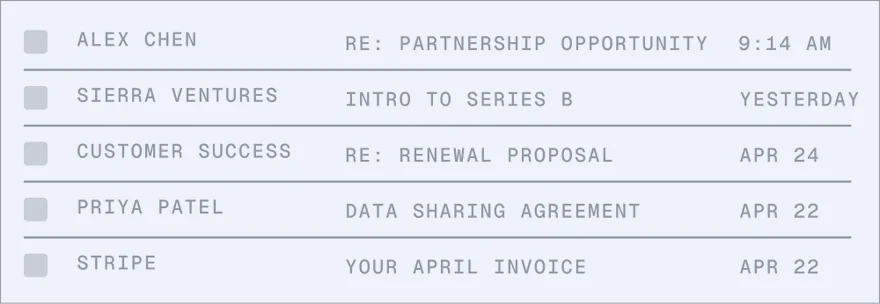 ALEX CHEN RE: PARTNERSHIP OPPORTUNITY 9:14 AM
SIERRA VENTURES INTRO TO SERIES B YESTERDAY
CUSTOMER SUCCESS RE: RENEWAL PROPOSAL APR 24
PRIYA PATEL DATA SHARING AGREEMENT APR 22
STRIPE YOUR APRIL INVOICE APR 22